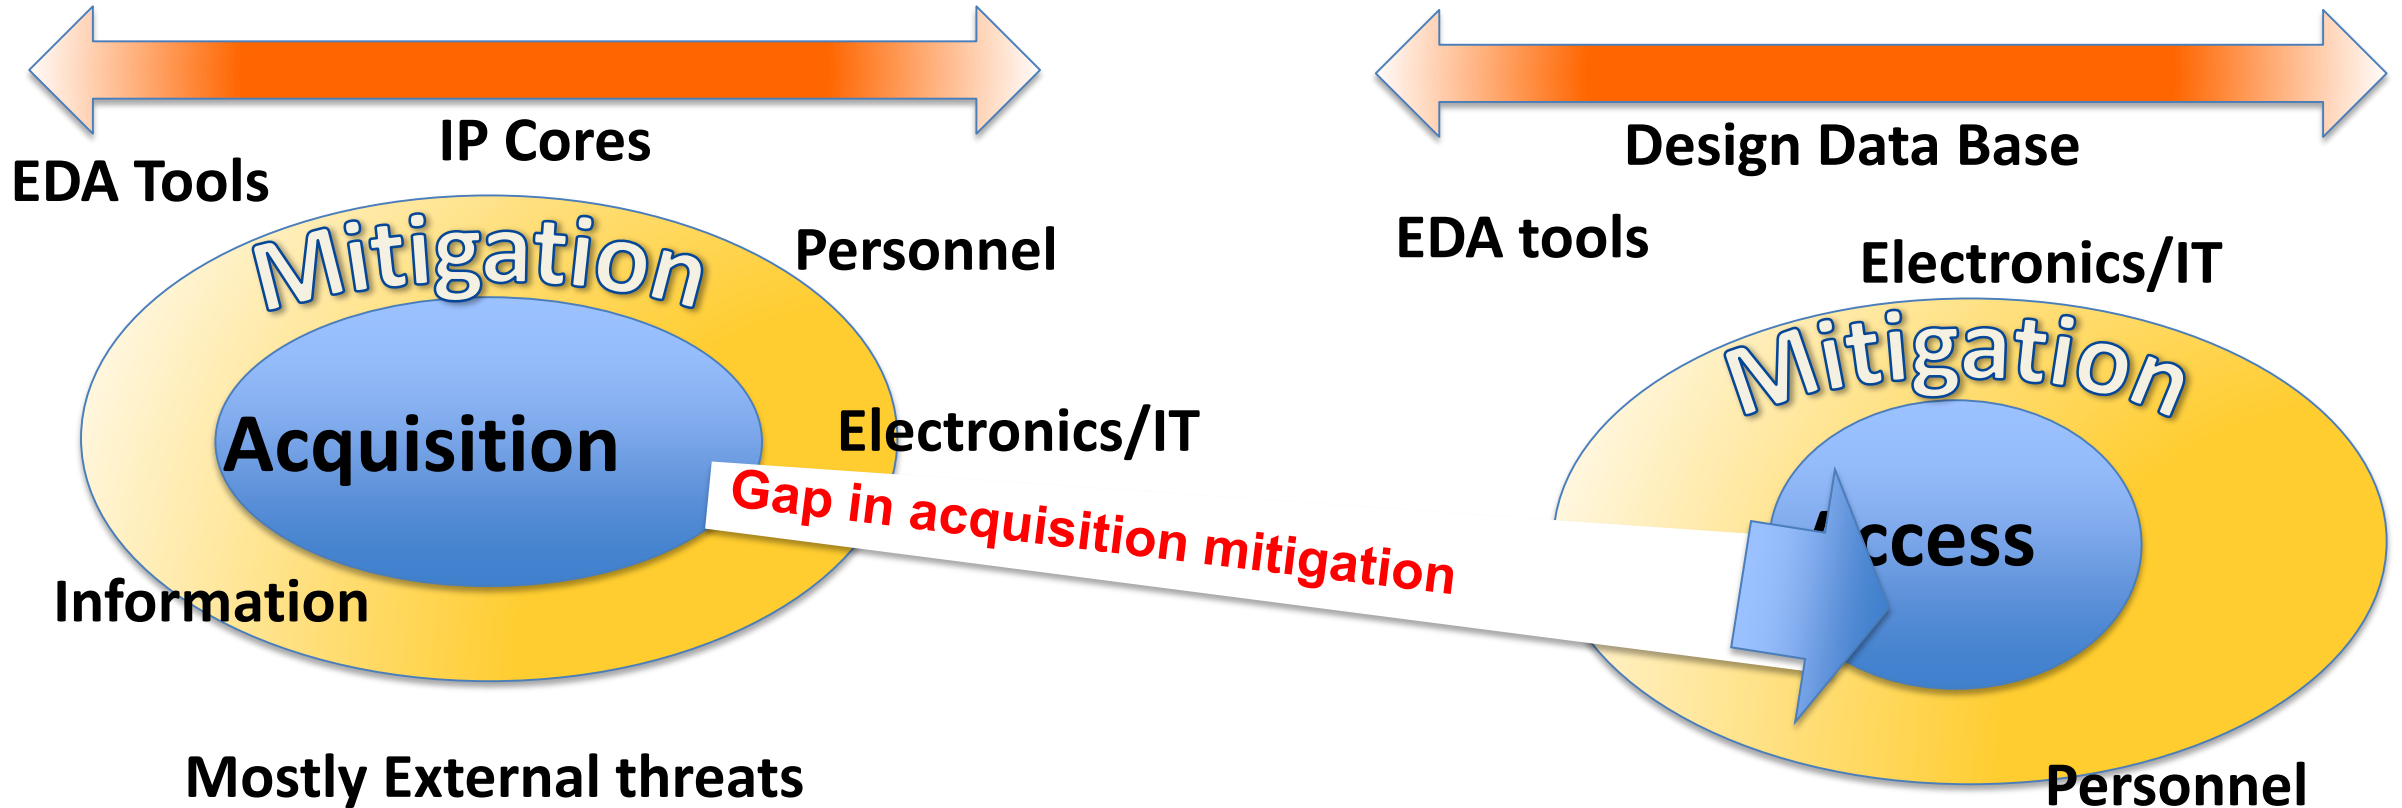 IP Cores
EDA Tools
Mitigation
Personnel
Acquisition
Electronics/IT
Information
Mostly External threats
Gap in acquisition mitigation
Design Data Base
EDA tools
Electronics/IT
Mitigation
Access
Personnel